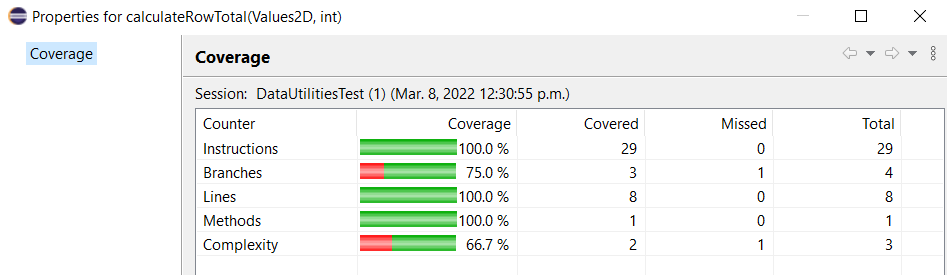 Properties for calculateRowTotal(Values2D, int)
Coverage
Coverage
Session: DataUtilitiesTest (1) (Mar. 8, 2022 12:30:55 p.m.)
Counter Coverage Covered Missed Total
Instructions 100.0 % 29 0 29
Branches 75.0 % 3 1 4
Lines 100.0 % 8 0 8
Methods 100.0 % 1 0 1
Complexity 66.7 % 2 1 3